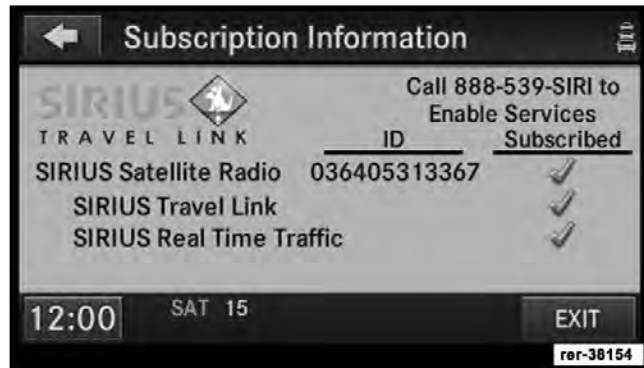 Subscription Information
SIRIUS
TRAVEL LINK
Call 888-539-SIRI to
Enable Services
ID Subscribed
SIRIUS Satellite Radio 036405313367
SIRIUS Travel Link
SIRIUS Real Time Traffic
12:00 SAT 15 EXIT
rer-38154